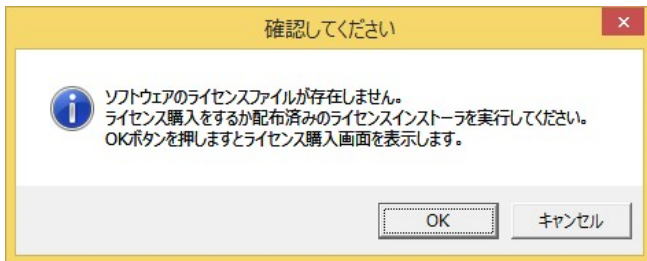 確認してください
ソフトウェアのライセンスファイルが存在しません。
ライセンス購入をするか配布済みのライセンスインストーラを実行してください。
OKボタンを押しますとライセンス購入画面を表示します。
OK
キャンセル